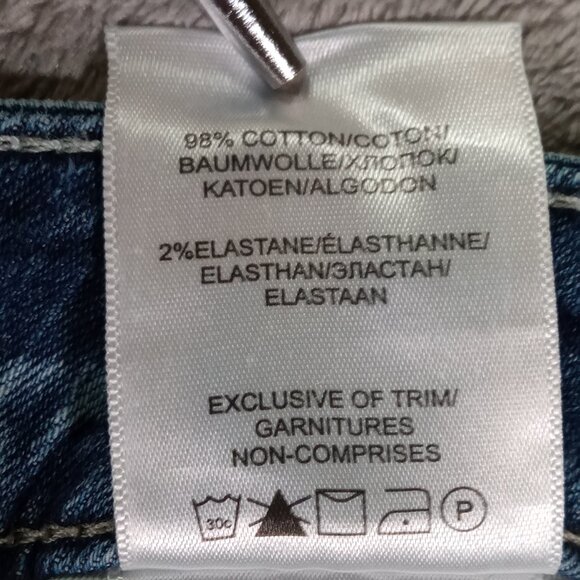 98% COTTON/COTON/
BAUMWOLLE/ХЛОПОК/
KATOEN/ALGODON
2%ELASTANE/ÉLASTHANNE/
ELASTHAN/ЭЛАСТАН/
ELASTAAN
EXCLUSIVE OF TRIM/
GARNITURES
NON-COMPRISES
30c P